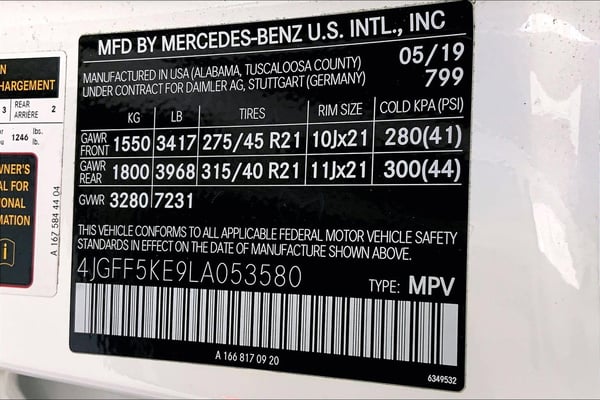 MFD BY MERCEDES-BENZ U.S. INTL., INC
MANUFACTURED IN USA (ALABAMA, TUSCALOOSA COUNTY) 05/19
UNDER CONTRACT FOR DAIMLER AG, STUTTGART (GERMANY) 799
KG LB TIRES RIM SIZE COLD KPA (PSI)
GAWR FRONT 1550 3417 275/45 R21 10Jx21 280(41)
GAWR REAR 1800 3968 315/40 R21 11Jx21 300(44)
GVWR 3280 7231
THIS VEHICLE CONFORMS TO ALL APPLICABLE FEDERAL MOTOR VEHICLE SAFETY
STANDARDS IN EFFECT ON THE DATE OF MANUFACTURE SHOWN ABOVE.
4JGFF5KE9LA053580
TYPE: MPV
A 166 817 09 20
6349532
3 REAR 2
ARRIÈRE
1246 lbs.
lb.
A 167 584 44 04